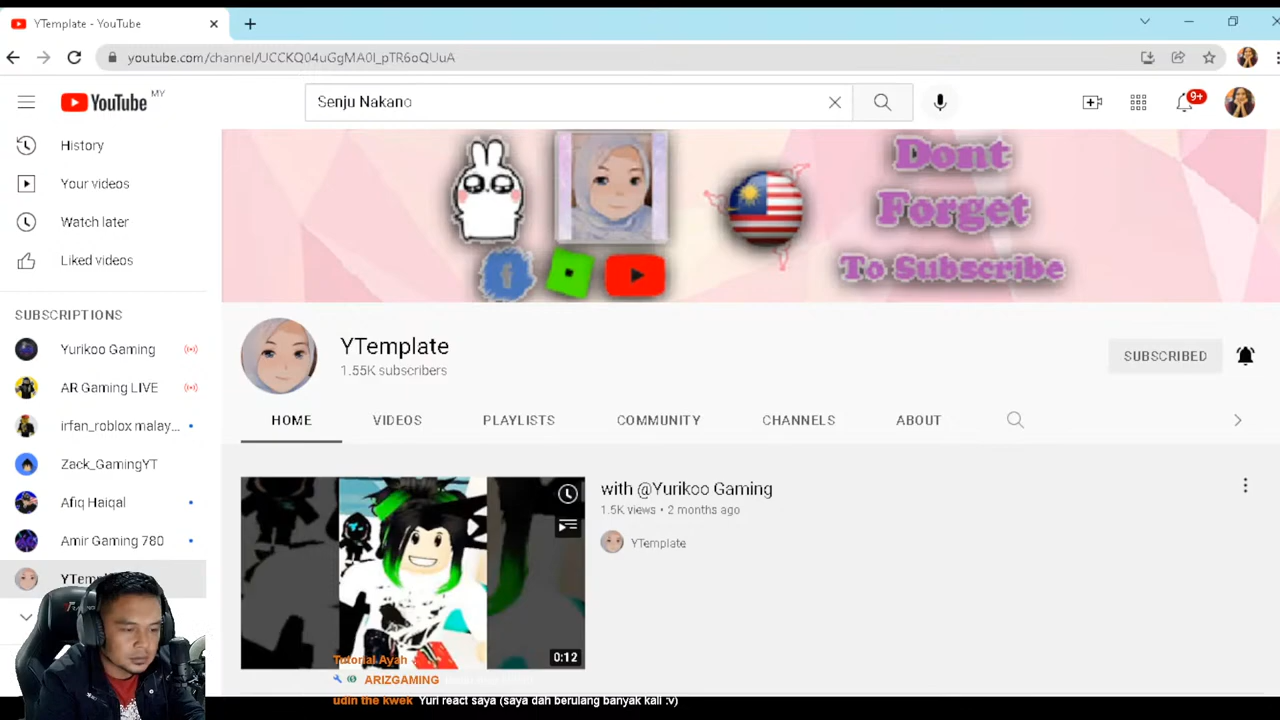 YTemplate - YouTube
youtube.com/channel/UCCKQ04uGgMA0I_pTR6oQUuA
YouTube MY
Senju Nakano
9+
History
Your videos
Watch later
Liked videos
SUBSCRIPTIONS
Yurikoo Gaming
AR Gaming LIVE
irfan_roblox malay...
Zack_GamingYT
Afiq Haiqal
Amir Gaming 780
Dont
Forget
To Subscribe
YTemplate
1.55K subscribers
SUBSCRIBED
HOME VIDEOS PLAYLISTS COMMUNITY CHANNELS ABOUT
with @Yurikoo Gaming
1.5K views • 2 months ago
YTemplate
0:12
Tutorial Ayah
ARIZGAMING
udin the kwek Yuri react saya (saya dah berulang banyak kali :v)